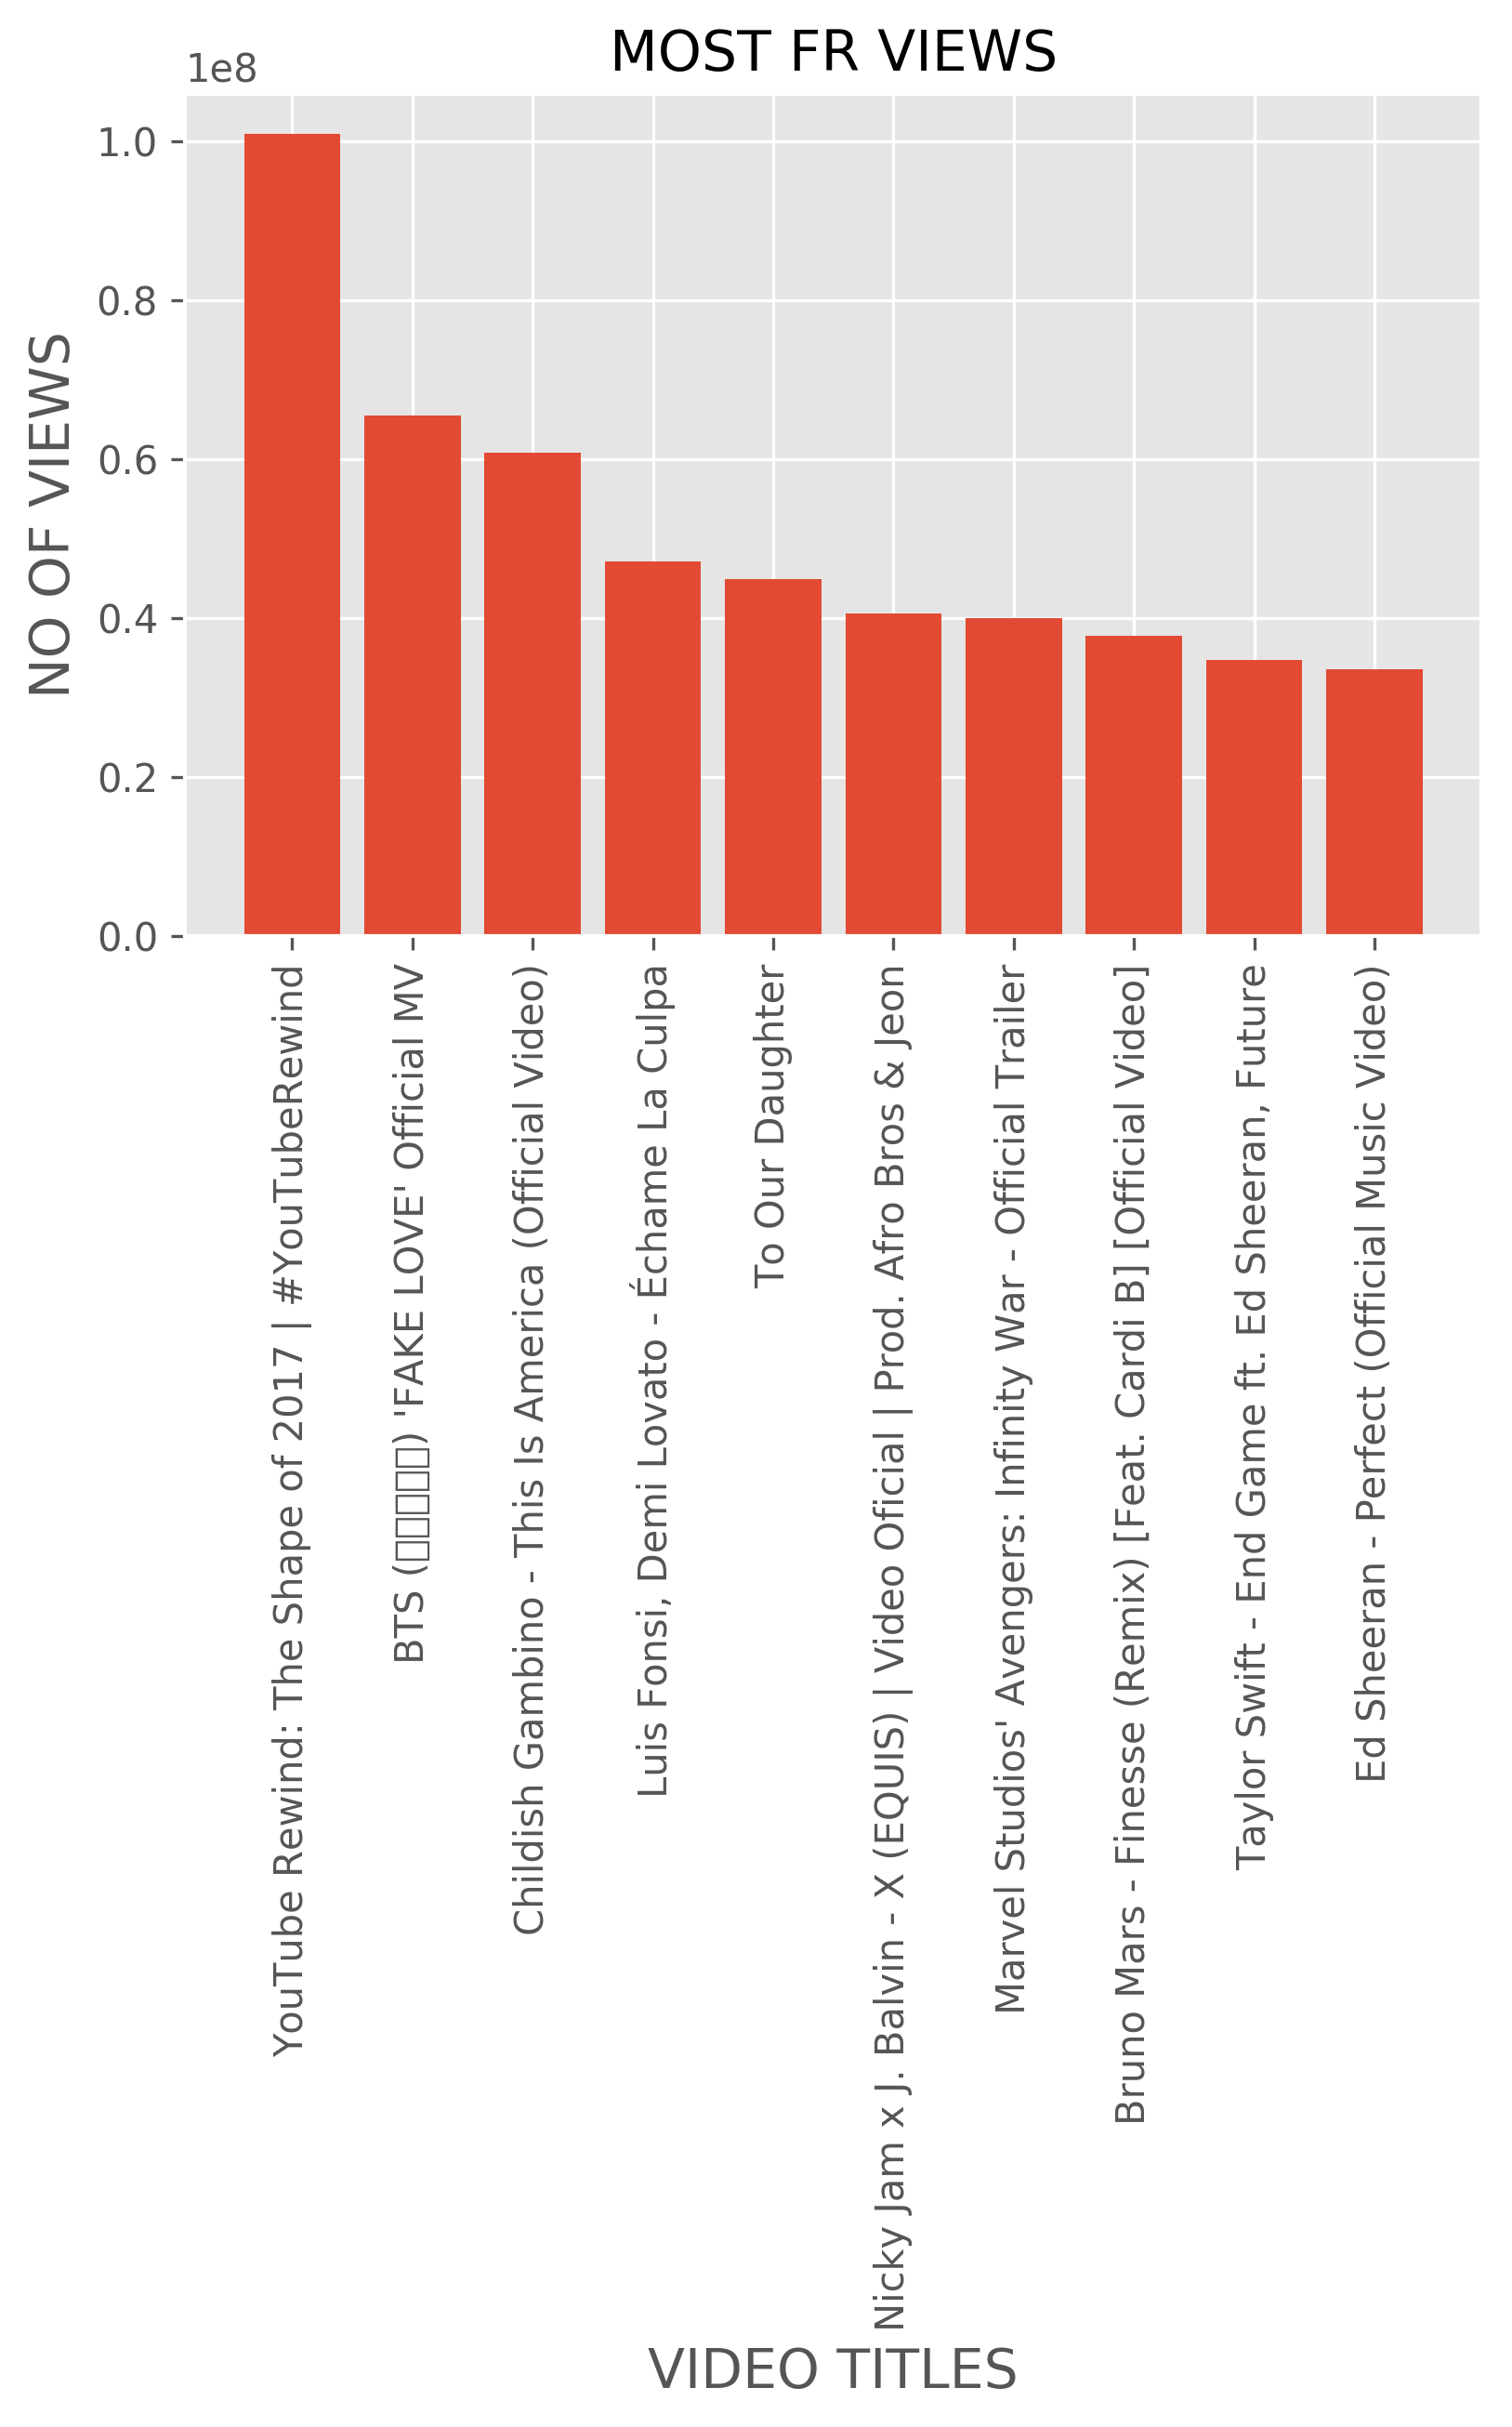 MOST FR VIEWS
1e8
1.0
0.8
0.6
0.4
0.2
0.0
NO OF VIEWS
YouTube Rewind: The Shape of 2017 | #YouTubeRewind
BTS (□□□□□) 'FAKE LOVE' Official MV
Childish Gambino - This Is America (Official Video)
Luis Fonsi, Demi Lovato - Échame La Culpa
To Our Daughter
Nicky Jam x J. Balvin - X (EQUIS) | Video Oficial | Prod. Afro Bros & Jeon
Marvel Studios' Avengers: Infinity War - Official Trailer
Bruno Mars - Finesse (Remix) [Feat. Cardi B] [Official Video]
Taylor Swift - End Game ft. Ed Sheeran, Future
Ed Sheeran - Perfect (Official Music Video)
VIDEO TITLES